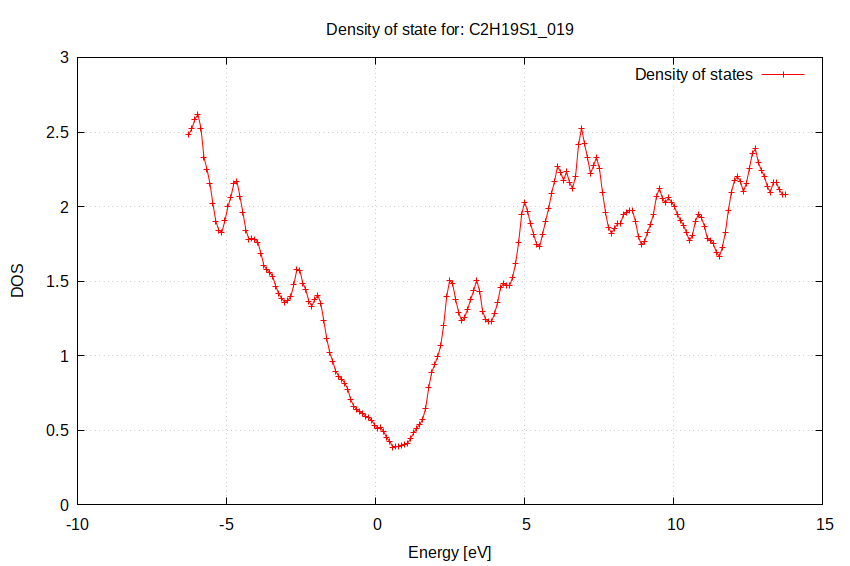 Density of state for: C2H19S1_019
Density of states
3
2.5
2
1.5
1
0.5
0
DOS
-10 -5 0 5 10 15
Energy [eV]